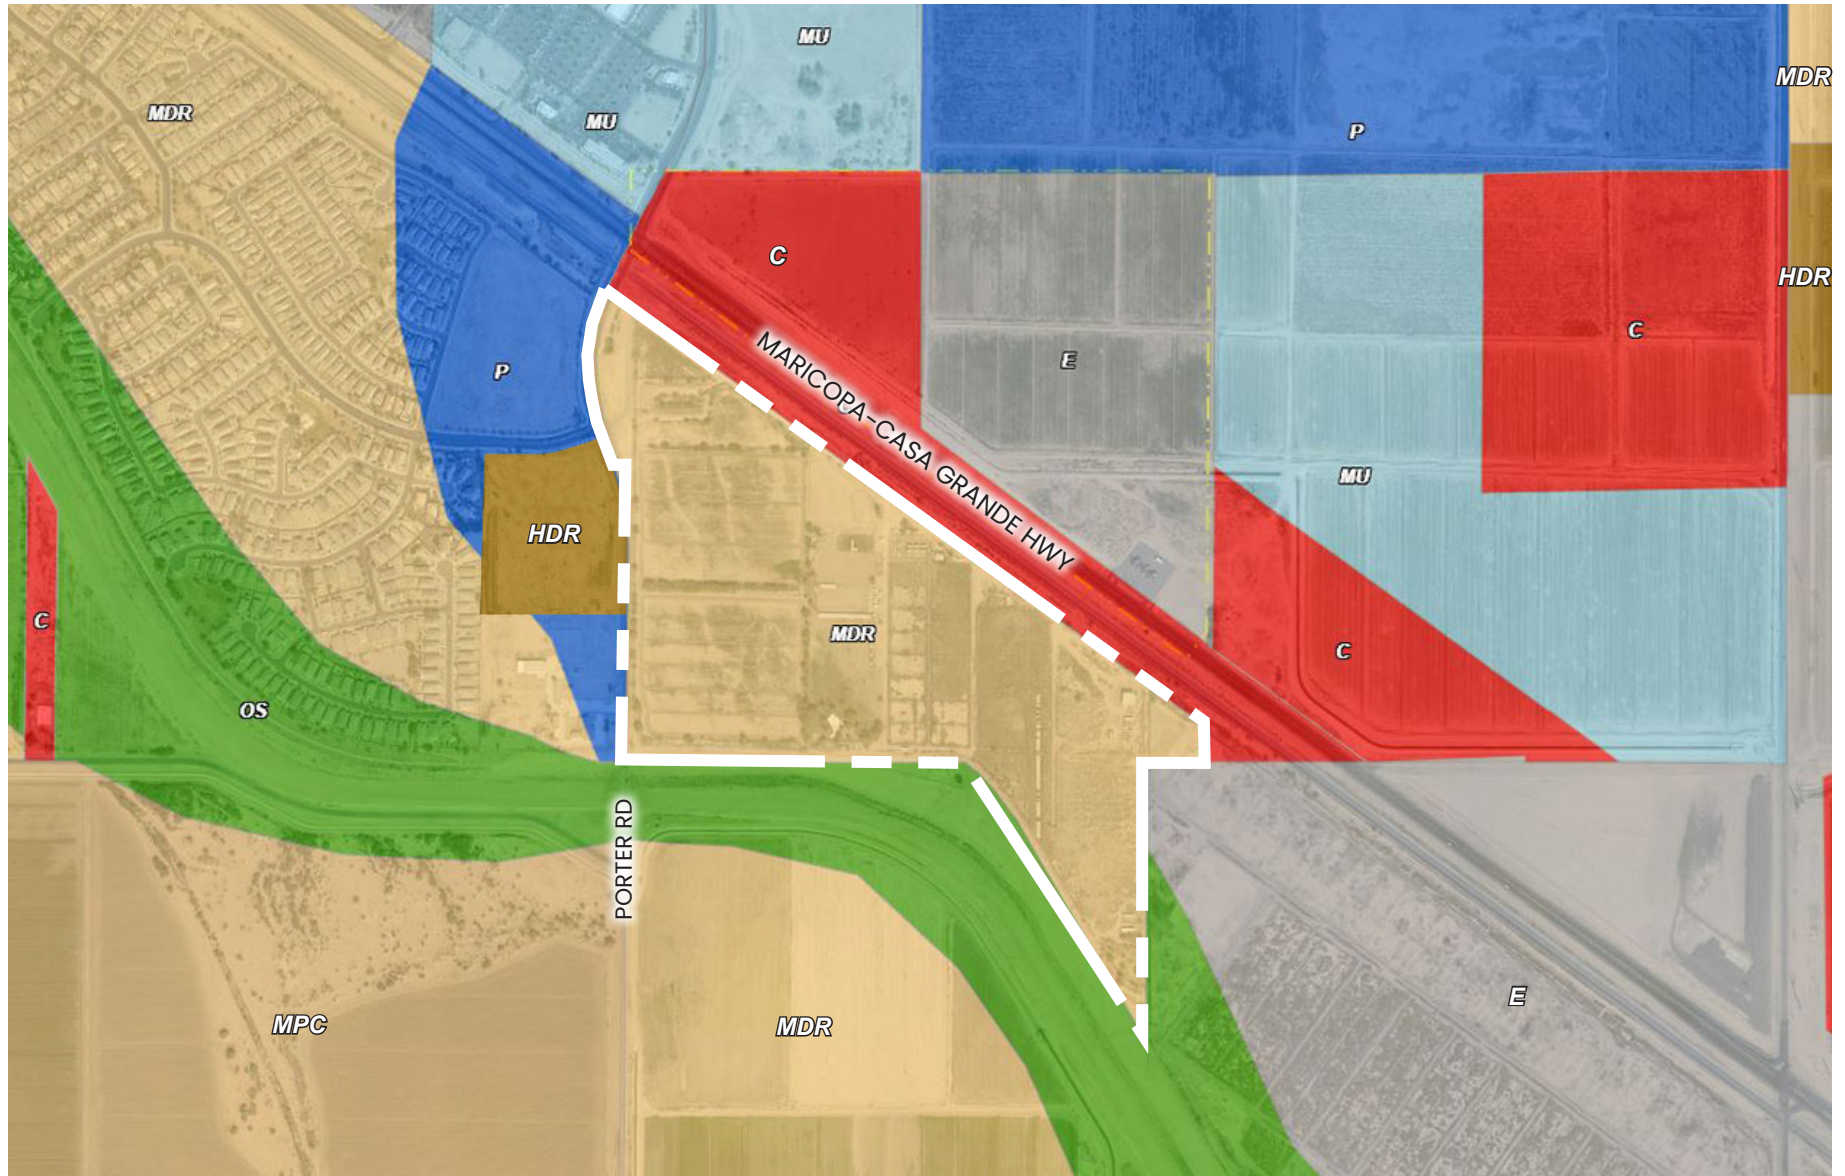 MU
MDR
MDR
MU
P
C
HDR
C
E
P
MARICOPA-CASA GRANDE HWY
MU
HDR
C
MDR
C
OS
PORTER RD
E
MPC
MDR